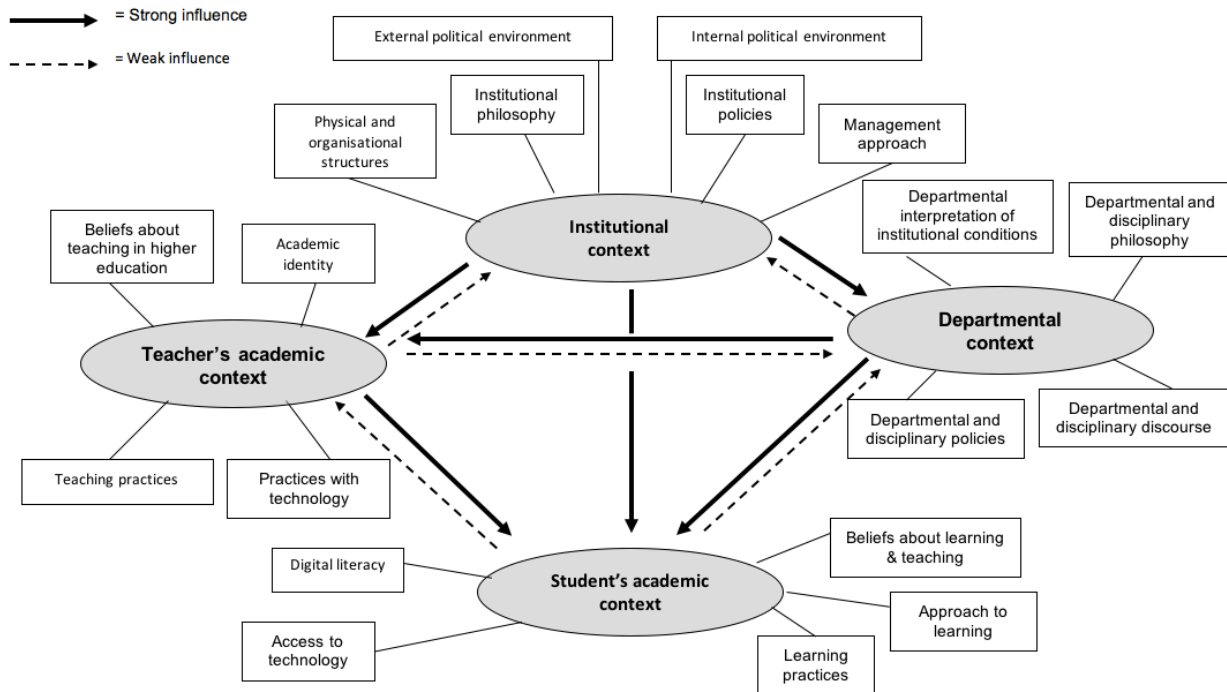 = Strong influence
= Weak influence
External political environment
Internal political environment
Institutional
philosophy
Institutional
policies
Physical and
organisational
structures
Management
approach
Beliefs about
teaching in higher
education
Academic
identity
Institutional
context
Departmental
interpretation of
institutional conditions
Departmental and
disciplinary
philosophy
Teacher’s academic
context
Departmental
context
Teaching practices
Practices with
technology
Departmental and
disciplinary policies
Departmental and
disciplinary discourse
Digital literacy
Student’s academic
context
Beliefs about learning
& teaching
Access to
technology
Approach to
learning
Learning
practices